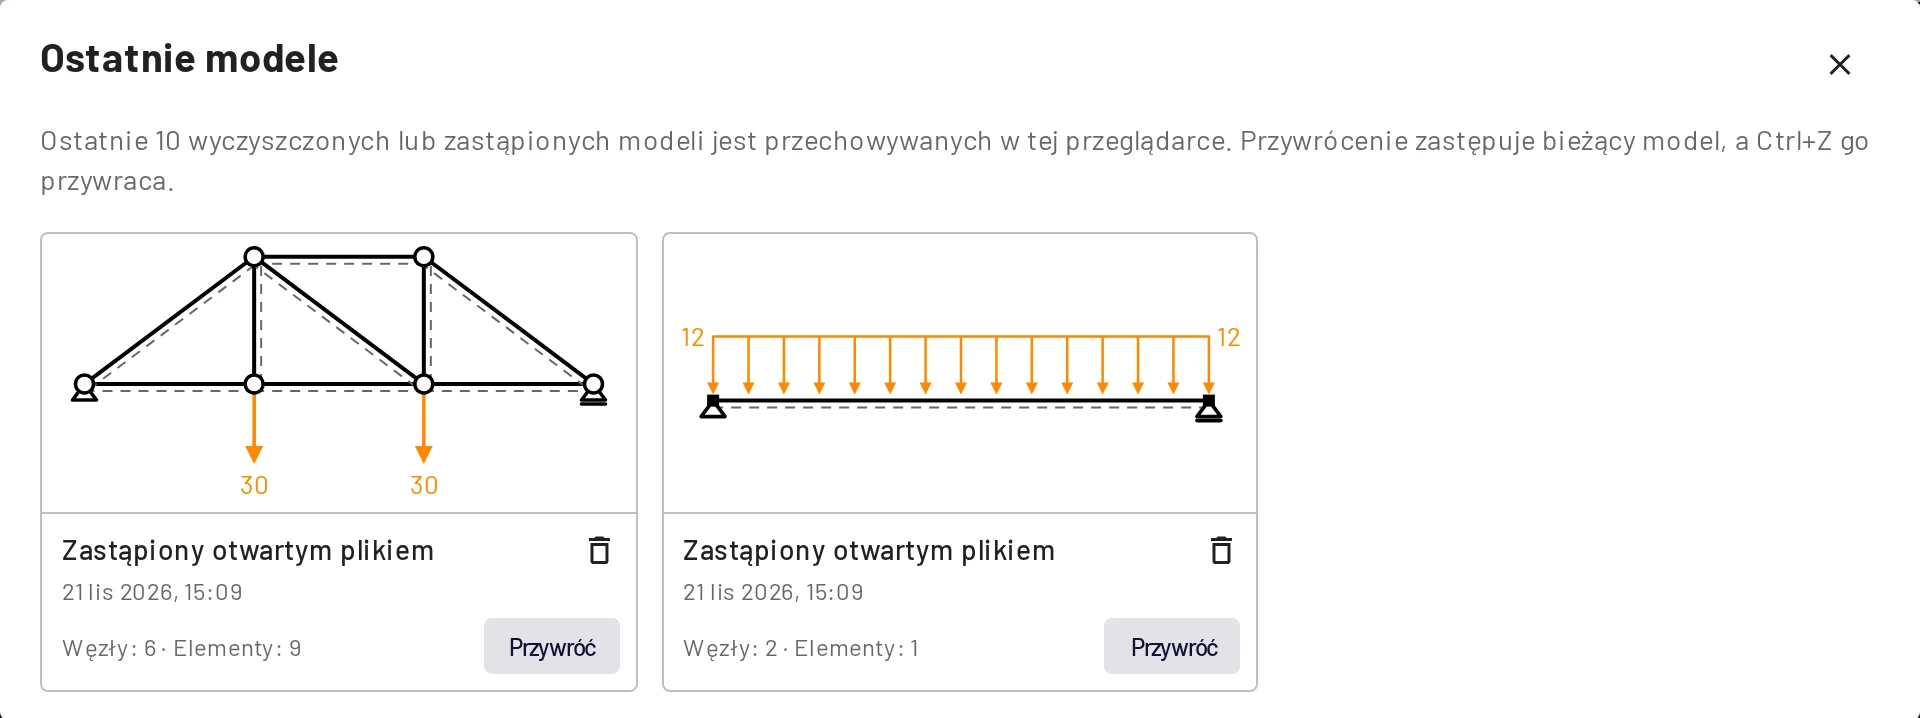 Ostatnie modele
Ostatnie 10 wyczyszczonych lub zastąpionych modeli jest przechowywanych w tej przeglądarce. Przywrócenie zastępuje bieżący model, a Ctrl+Z go
przywraca.
30 30
Zastąpiony otwartym plikiem
21 lis 2026, 15:09
Węzły: 6 · Elementy: 9
Przywróć
12 12
Zastąpiony otwartym plikiem
21 lis 2026, 15:09
Węzły: 2 · Elementy: 1
Przywróć